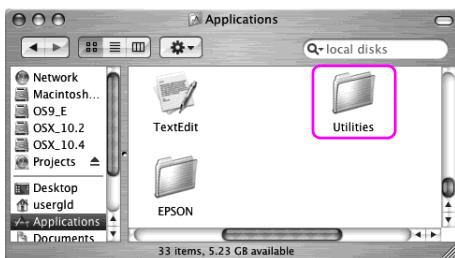 Applications
local disks
Network
Macintosh...
OS9_E
OSX_10.2
OSX_10.4
Projects
Desktop
usergld
Applications
Documents
TextEdit
Utilities
EPSON
33 items, 5.23 GB available